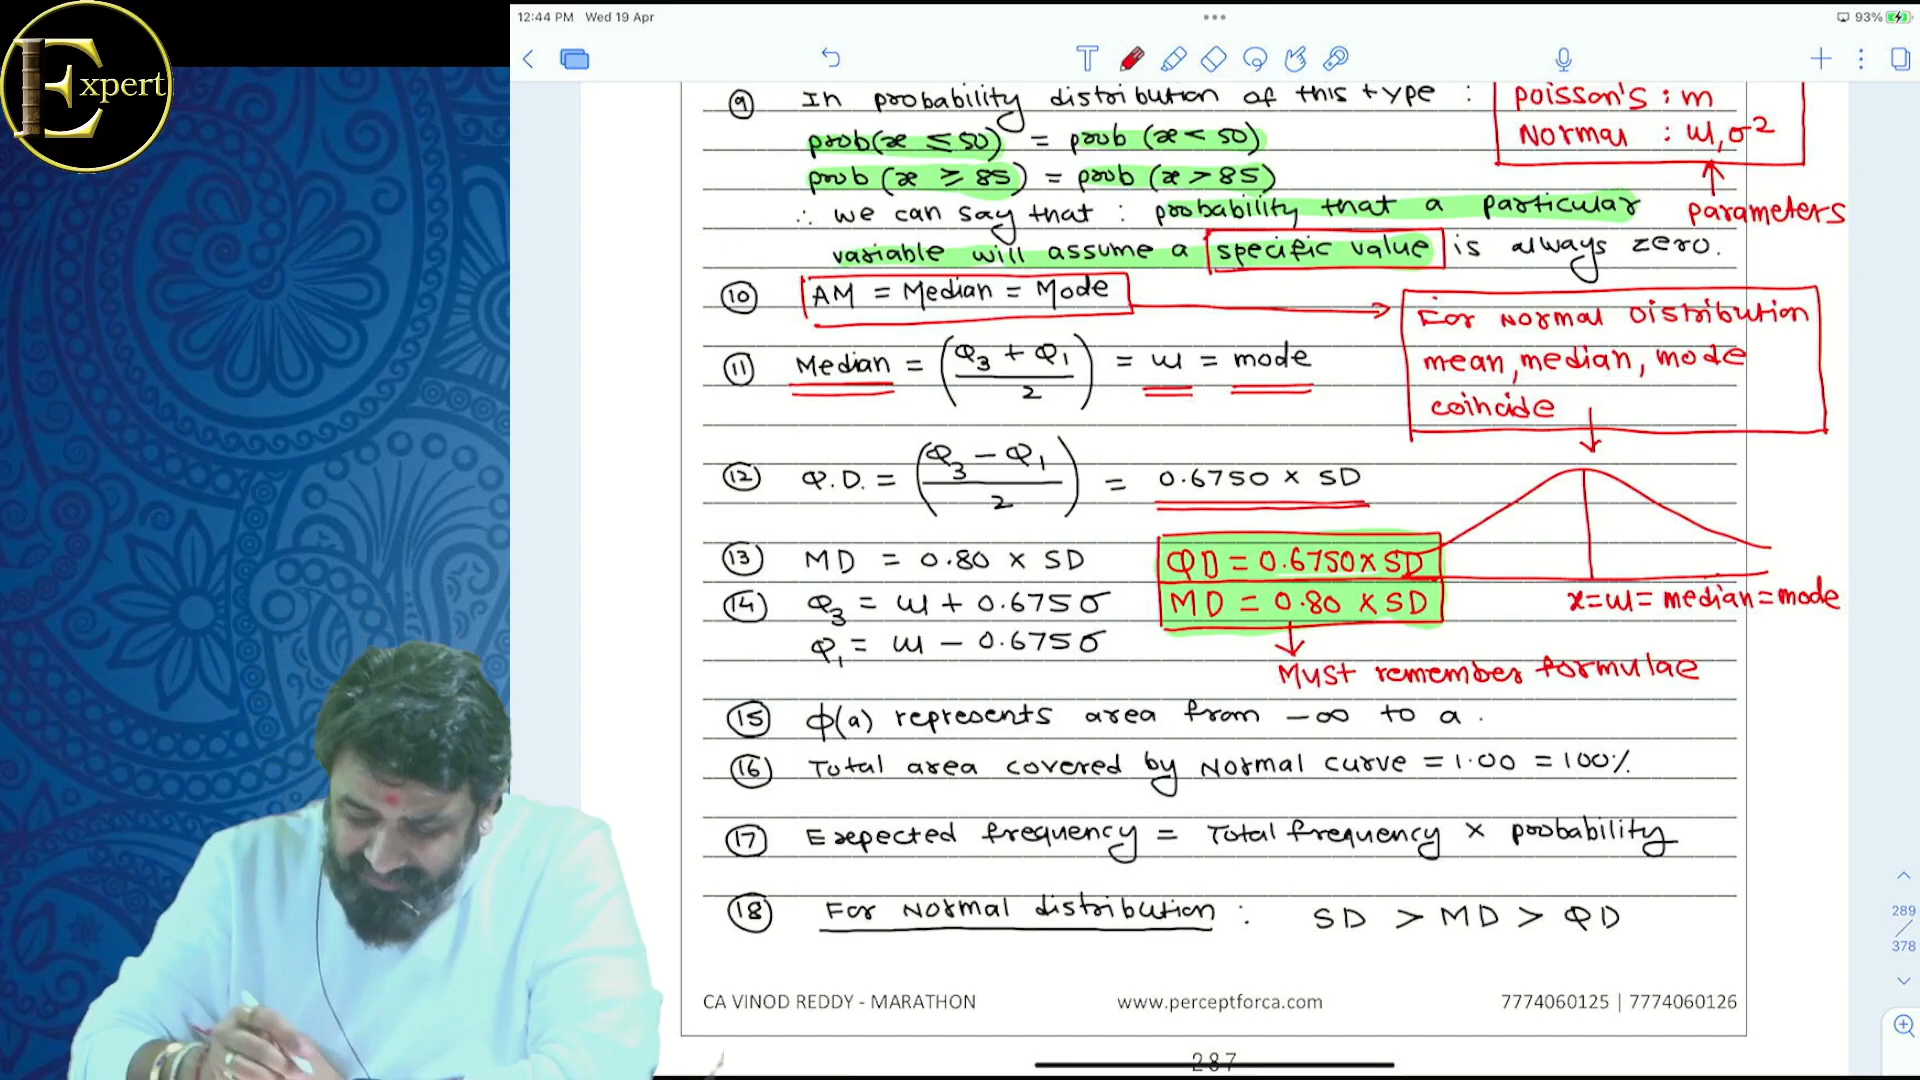 Expert
12:44 PM Wed 19 Apr
93%
T
⑨ In probability distribution of this type :
prob(x ≤ 50) = prob (x < 50)
prob (x ≥ 85) = prob (x > 85)
∴ we can say that : probability that a particular
variable will assume a specific value is always zero.
Poisson's : m
Normal : μ, σ²
parameters
⑩ AM = Median = Mode
For Normal Distribution
mean, median, mode
coincide
⑪ Median = (Q₃ + Q₁ / 2) = μ = mode
⑫ Q.D. = (Q₃ − Q₁ / 2) = 0.6750 × SD
⑬ MD = 0.80 × SD
QD = 0.6750 × SD
MD = 0.80 × SD
x = μ = median = mode
⑭ Q₃ = μ + 0.675σ
Q₁ = μ − 0.675σ
Must remember formulae
⑮ ϕ(a) represents area from −∞ to a.
⑯ Total area covered by Normal curve = 1.00 = 100%
⑰ Expected frequency = Total frequency × probability
⑱ For Normal distribution : SD > MD > QD
289
378
CA VINOD REDDY - MARATHON www.perceptforca.com 7774060125 | 7774060126
287